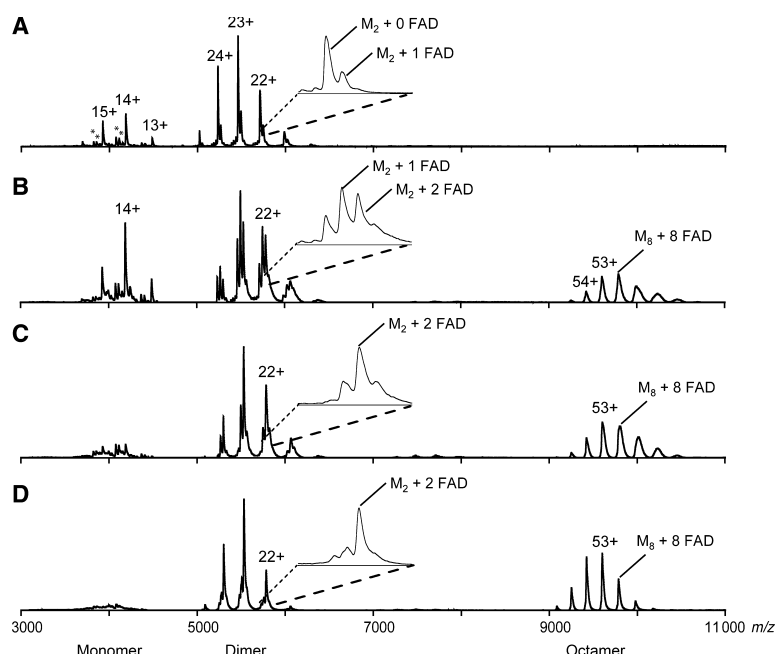 A
23+
24+
22+
15+
14+
13+
*
*
*
*
M2 + 0 FAD
M2 + 1 FAD
B
14+
22+
M2 + 1 FAD
M2 + 2 FAD
54+
53+
M8 + 8 FAD
C
22+
M2 + 2 FAD
53+
M8 + 8 FAD
D
22+
M2 + 2 FAD
53+
M8 + 8 FAD
3000 5000 7000 9000 11000 m/z
Monomer Dimer Octamer